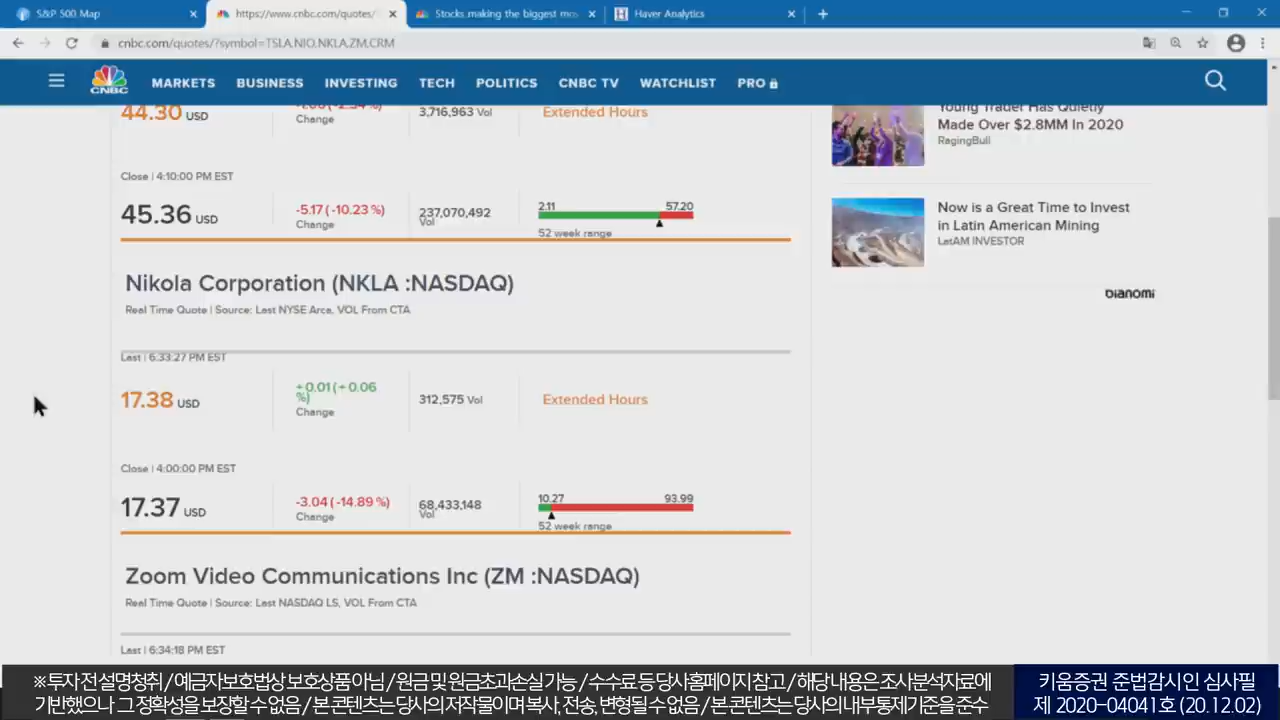 S&P 500 Map
https://www.cnbc.com/quotes/
Stocks making the biggest mo
Haver Analytics
cnbc.com/quotes/?symbol=TSLA.NIO.NKLA.ZM.CRM
CNBC
MARKETS BUSINESS INVESTING TECH POLITICS CNBC TV WATCHLIST PRO
44.30 USD
Change
3,716,963 Vol
Extended Hours
Close | 4:10:00 PM EST
45.36 USD
-5.17 ( -10.23 %)
Change
237,070,492
Vol
2.11 57.20
52 week range
Nikola Corporation (NKLA :NASDAQ)
Real Time Quote | Source: Last NYSE Arca, VOL From CTA
Last | 6:33:27 PM EST
17.38 USD
+0.01 ( + 0.06
%)
Change
312,575 Vol
Extended Hours
Close | 4:00:00 PM EST
17.37 USD
-3.04 ( -14.89 %)
Change
68,433,148
Vol
10.27 93.99
52 week range
Zoom Video Communications Inc (ZM :NASDAQ)
Real Time Quote | Source: Last NASDAQ LS, VOL From CTA
Last | 6:34:18 PM EST
Young Trader Has Quietly
Made Over $2.8MM In 2020
RagingBull
Now is a Great Time to Invest
in Latin American Mining
LatAM INVESTOR
bianomi
※ 투자 전 설명청취 / 예금자보호법상 보호상품 아님 / 원금 및 원금초과손실 가능 / 수수료 등 당사홈페이지 참고 / 해당 내용은 조사분석자료에
기반했으나 그 정확성을 보장할 수 없음 / 본 콘텐츠는 당사의 저작물이며 복사, 전송, 변형될 수 없음 / 본 콘텐츠는 당사의 내부통제기준을 준수
키움증권 준법감시인 심사필
제 2020-04041호 (20.12.02)